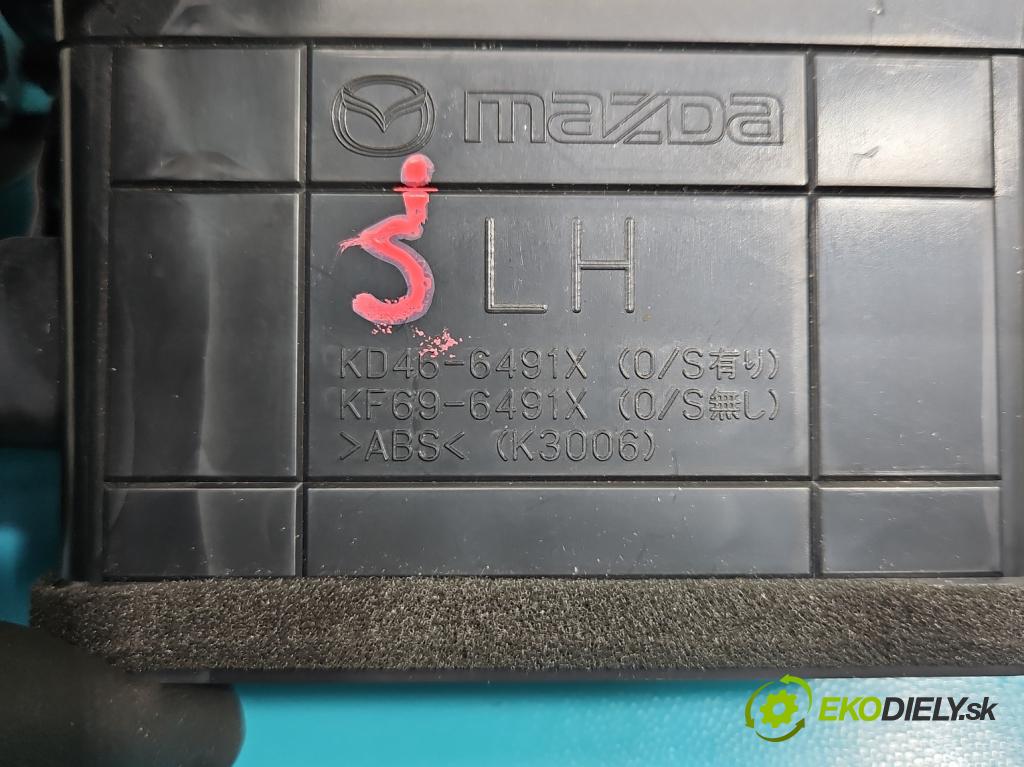 mazda
LH
KD46-6491X (O/S有り)
KF69-6491X (O/S無し)
>ABS< (K3006)
EKODIELY.sk